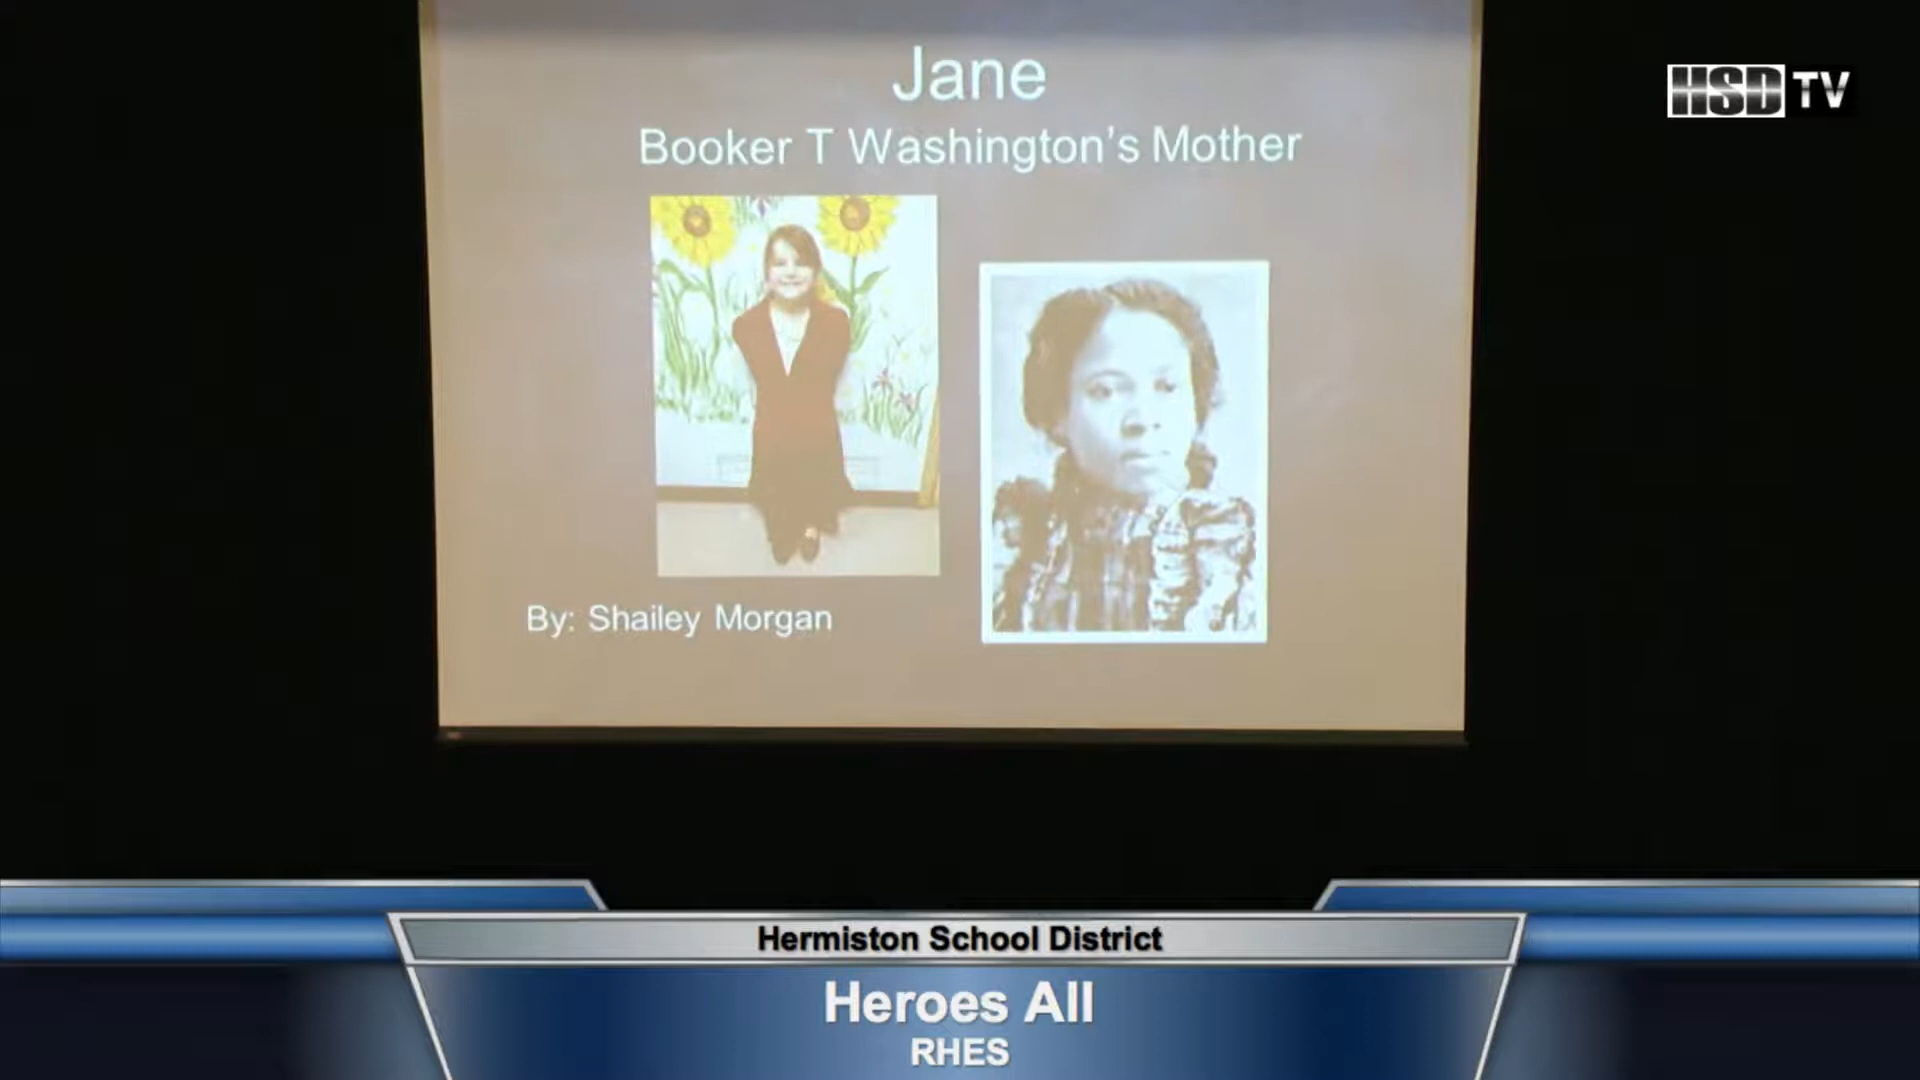 Jane
Booker T Washington's Mother
HSD TV
By: Shailey Morgan
Hermiston School District
Heroes All
RHES